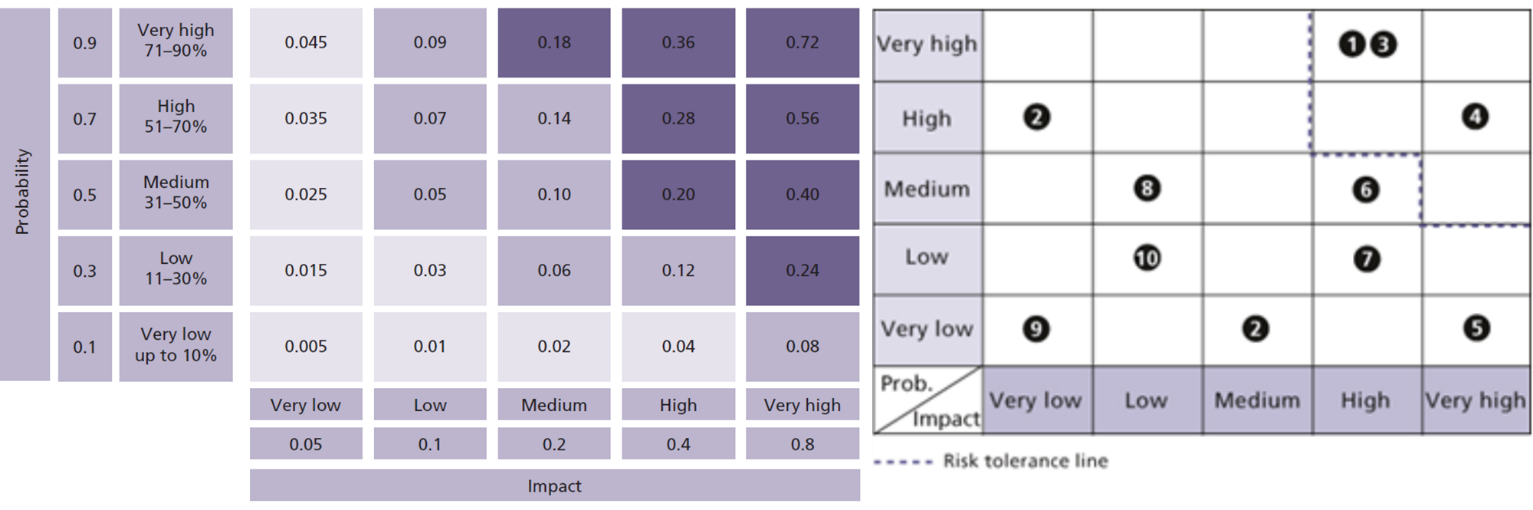 Probability
0.9
Very high
71–90%
0.045
0.09
0.18
0.36
0.72
0.7
High
51–70%
0.035
0.07
0.14
0.28
0.56
0.5
Medium
31–50%
0.025
0.05
0.10
0.20
0.40
0.3
Low
11–30%
0.015
0.03
0.06
0.12
0.24
0.1
Very low
up to 10%
0.005
0.01
0.02
0.04
0.08
Very low
Low
Medium
High
Very high
0.05
0.1
0.2
0.4
0.8
Impact
Very high
1 3
High
2
4
Medium
8
6
Low
10
7
Very low
9
2
5
Prob.
Impact
Very low
Low
Medium
High
Very high
Risk tolerance line